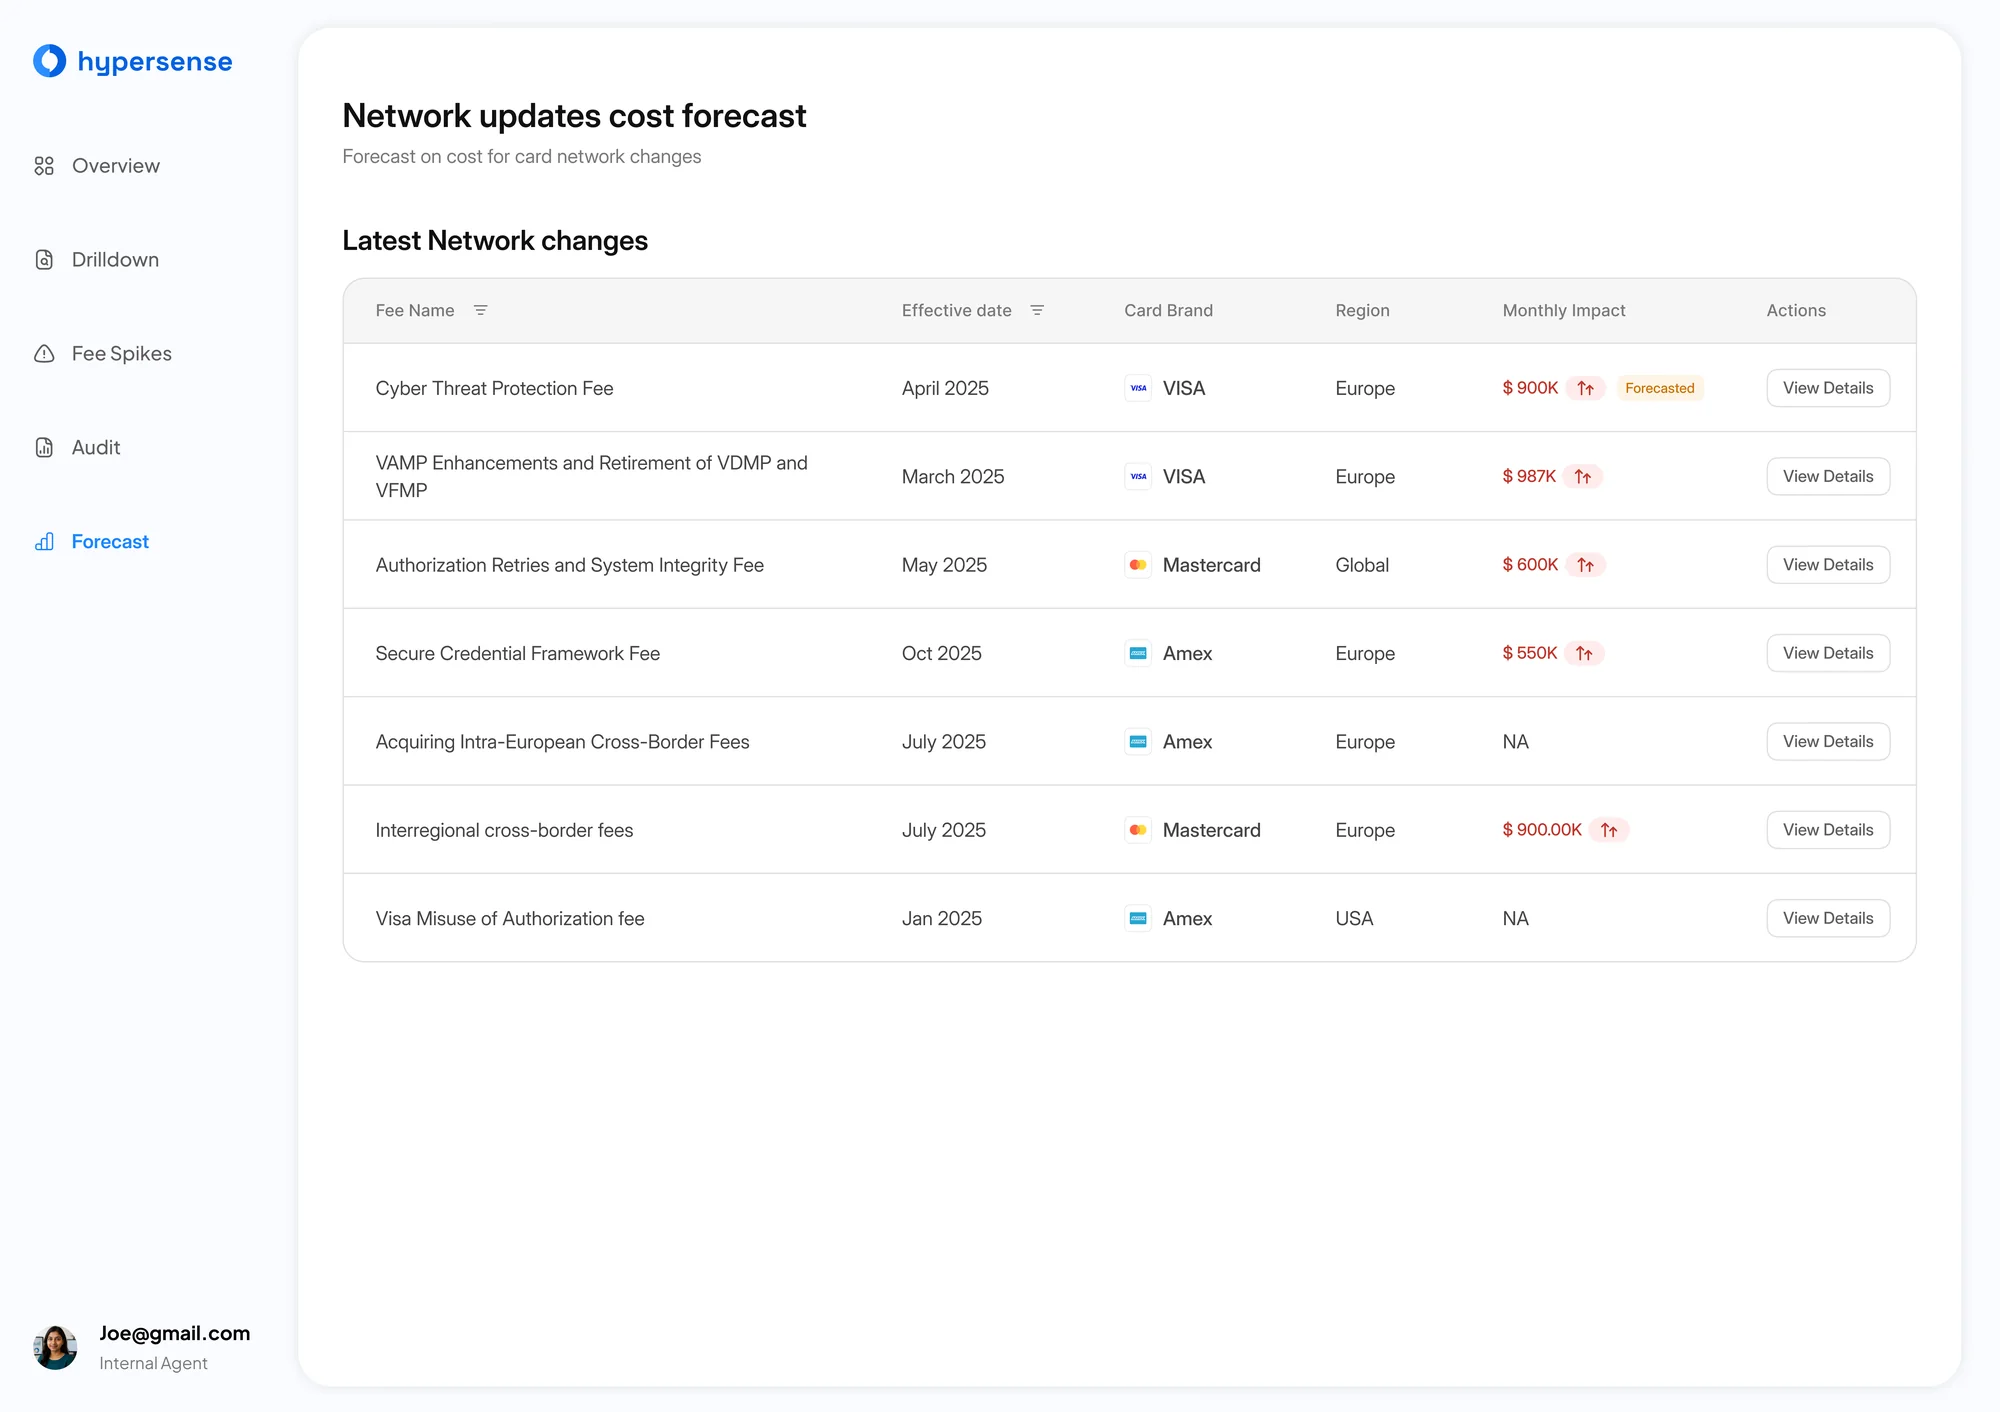 hypersense
Overview
Drilldown
Fee Spikes
Audit
Forecast
Joe@gmail.com
Internal Agent
Network updates cost forecast
Forecast on cost for card network changes
Latest Network changes
Fee Name Effective date Card Brand Region Monthly Impact Actions
Cyber Threat Protection Fee April 2025 VISA VISA Europe $ 900K Forecasted View Details
VAMP Enhancements and Retirement of VDMP and
VFMP March 2025 VISA VISA Europe $ 987K View Details
Authorization Retries and System Integrity Fee May 2025 Mastercard Global $ 600K View Details
Secure Credential Framework Fee Oct 2025 Amex Europe $ 550K View Details
Acquiring Intra-European Cross-Border Fees July 2025 Amex Europe NA View Details
Interregional cross-border fees July 2025 Mastercard Europe $ 900.00K View Details
Visa Misuse of Authorization fee Jan 2025 Amex USA NA View Details